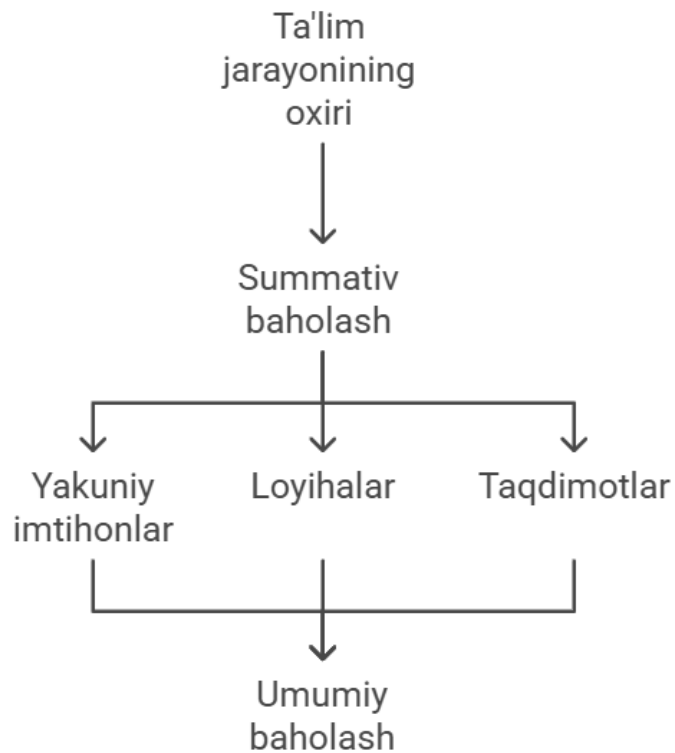 Ta'lim
jarayonining
oxiri
Summativ
baholash
Yakuniy
imtihonlar
Loyihalar
Taqdimotlar
Umumiy
baholash